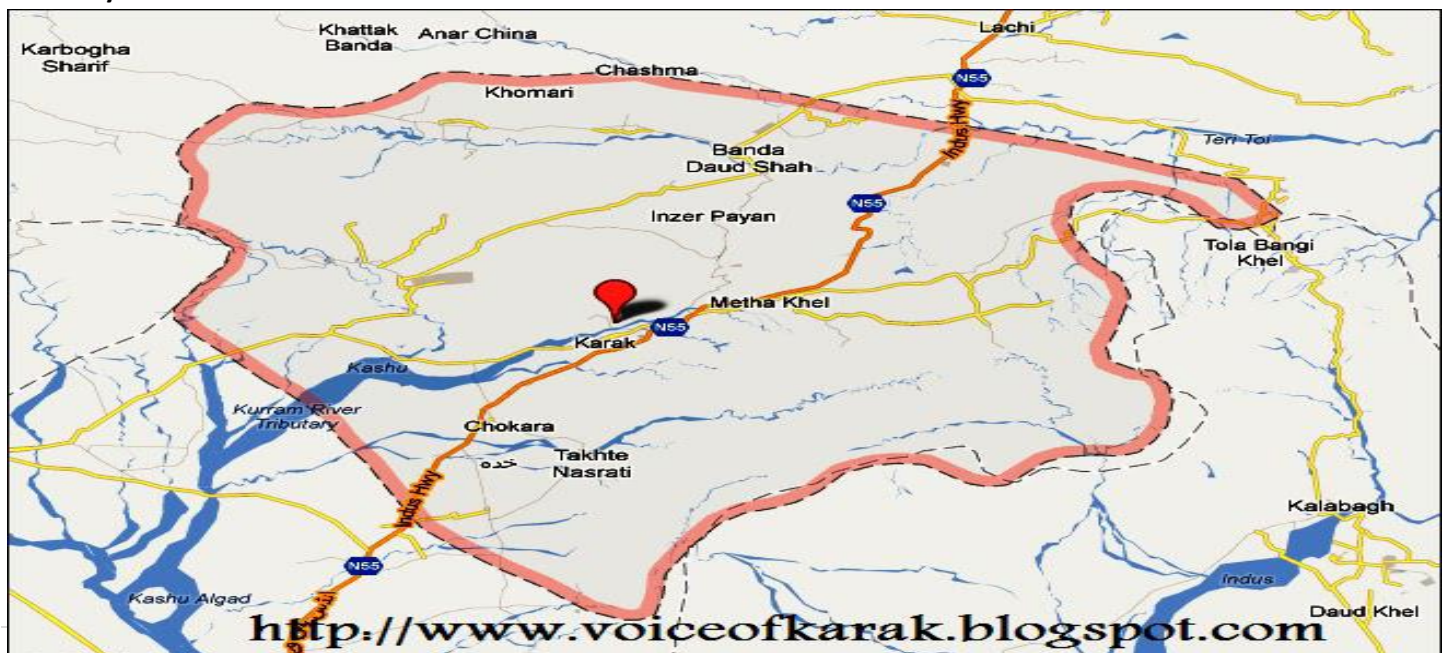 Lachi
Khattak
Banda
Anar China
Karbogha
Sharif
Chashma
N55
Khomari
Indus Hwy
Teri Toi
Banda
Daud Shah
N55
Inzer Payan
Tola Bangi
Khel
Metha Khel
N55
Karak
Kashu
Kurram River
Tributary
Chokara
Takhte
Nasrati
خده
Indus Hwy
Kalabagh
N55
Indus
Kashu Algad
Daud Khel
http://www.voiceofkarak.blogspot.com